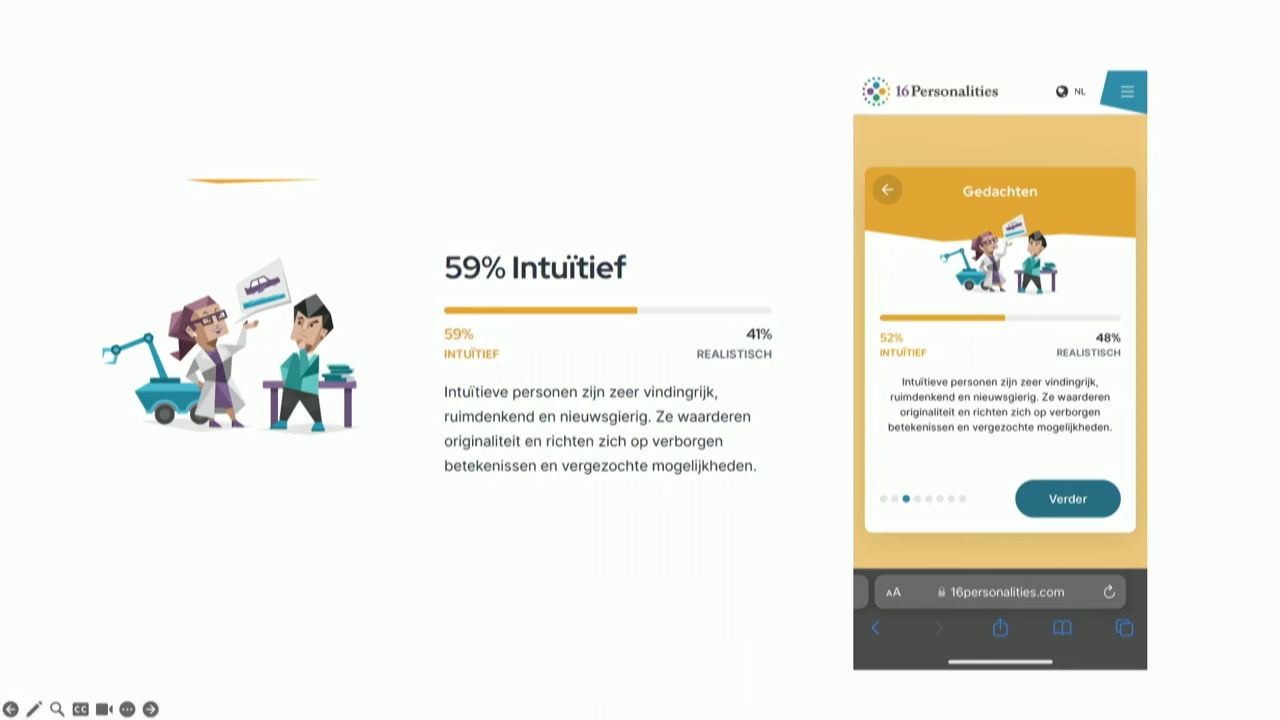 59% Intuïtief
59%
41%
INTUÏTIEF
REALISTISCH
Intuïtieve personen zijn zeer vindingrijk,
ruimdenkend en nieuwsgierig. Ze waarderen
originaliteit en richten zich op verborgen
betekenissen en vergezochte mogelijkheden.
16Personalities
NL
Gedachten
52%
48%
INTUÏTIEF
REALISTISCH
Intuïtieve personen zijn zeer vindingrijk,
ruimdenkend en nieuwsgierig. Ze waarderen
originaliteit en richten zich op verborgen
betekenissen en vergezochte mogelijkheden.
Verder
AA
16personalities.com
CC